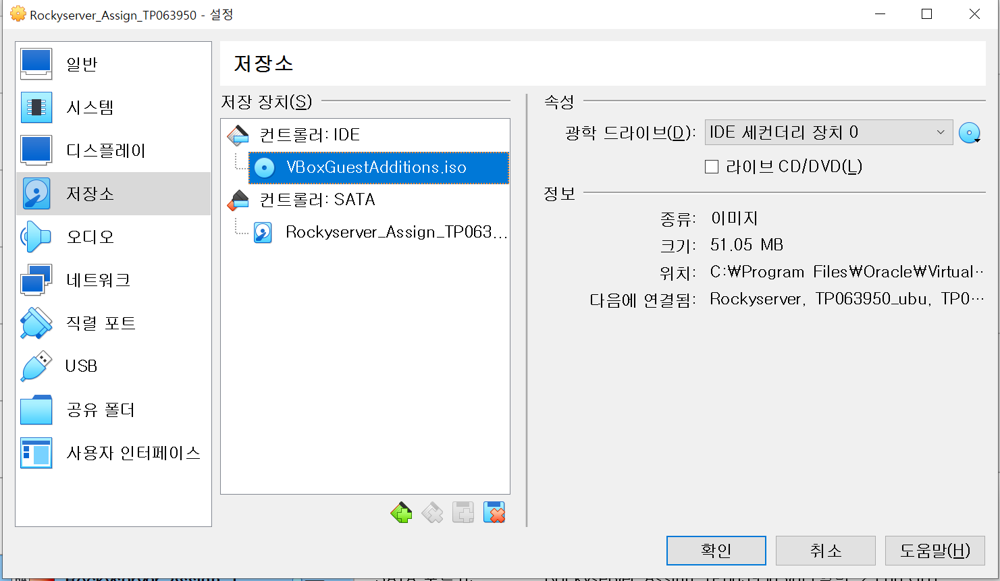 Rockyserver_Assign_TP063950 - 설정
일반
시스템
디스플레이
저장소
오디오
네트워크
직렬 포트
USB
공유 폴더
사용자 인터페이스
저장소
저장 장치(S)
컨트롤러: IDE
VBoxGuestAdditions.iso
컨트롤러: SATA
Rockyserver_Assign_TP063...
속성
광학 드라이브(D): IDE 세컨더리 장치 0
라이브 CD/DVD(L)
정보
종류: 이미지
크기: 51.05 MB
위치: C:₩Program Files₩Oracle₩Virtual···
다음에 연결됨: Rockyserver, TP063950_ubu, TP0···
확인
취소
도움말(H)